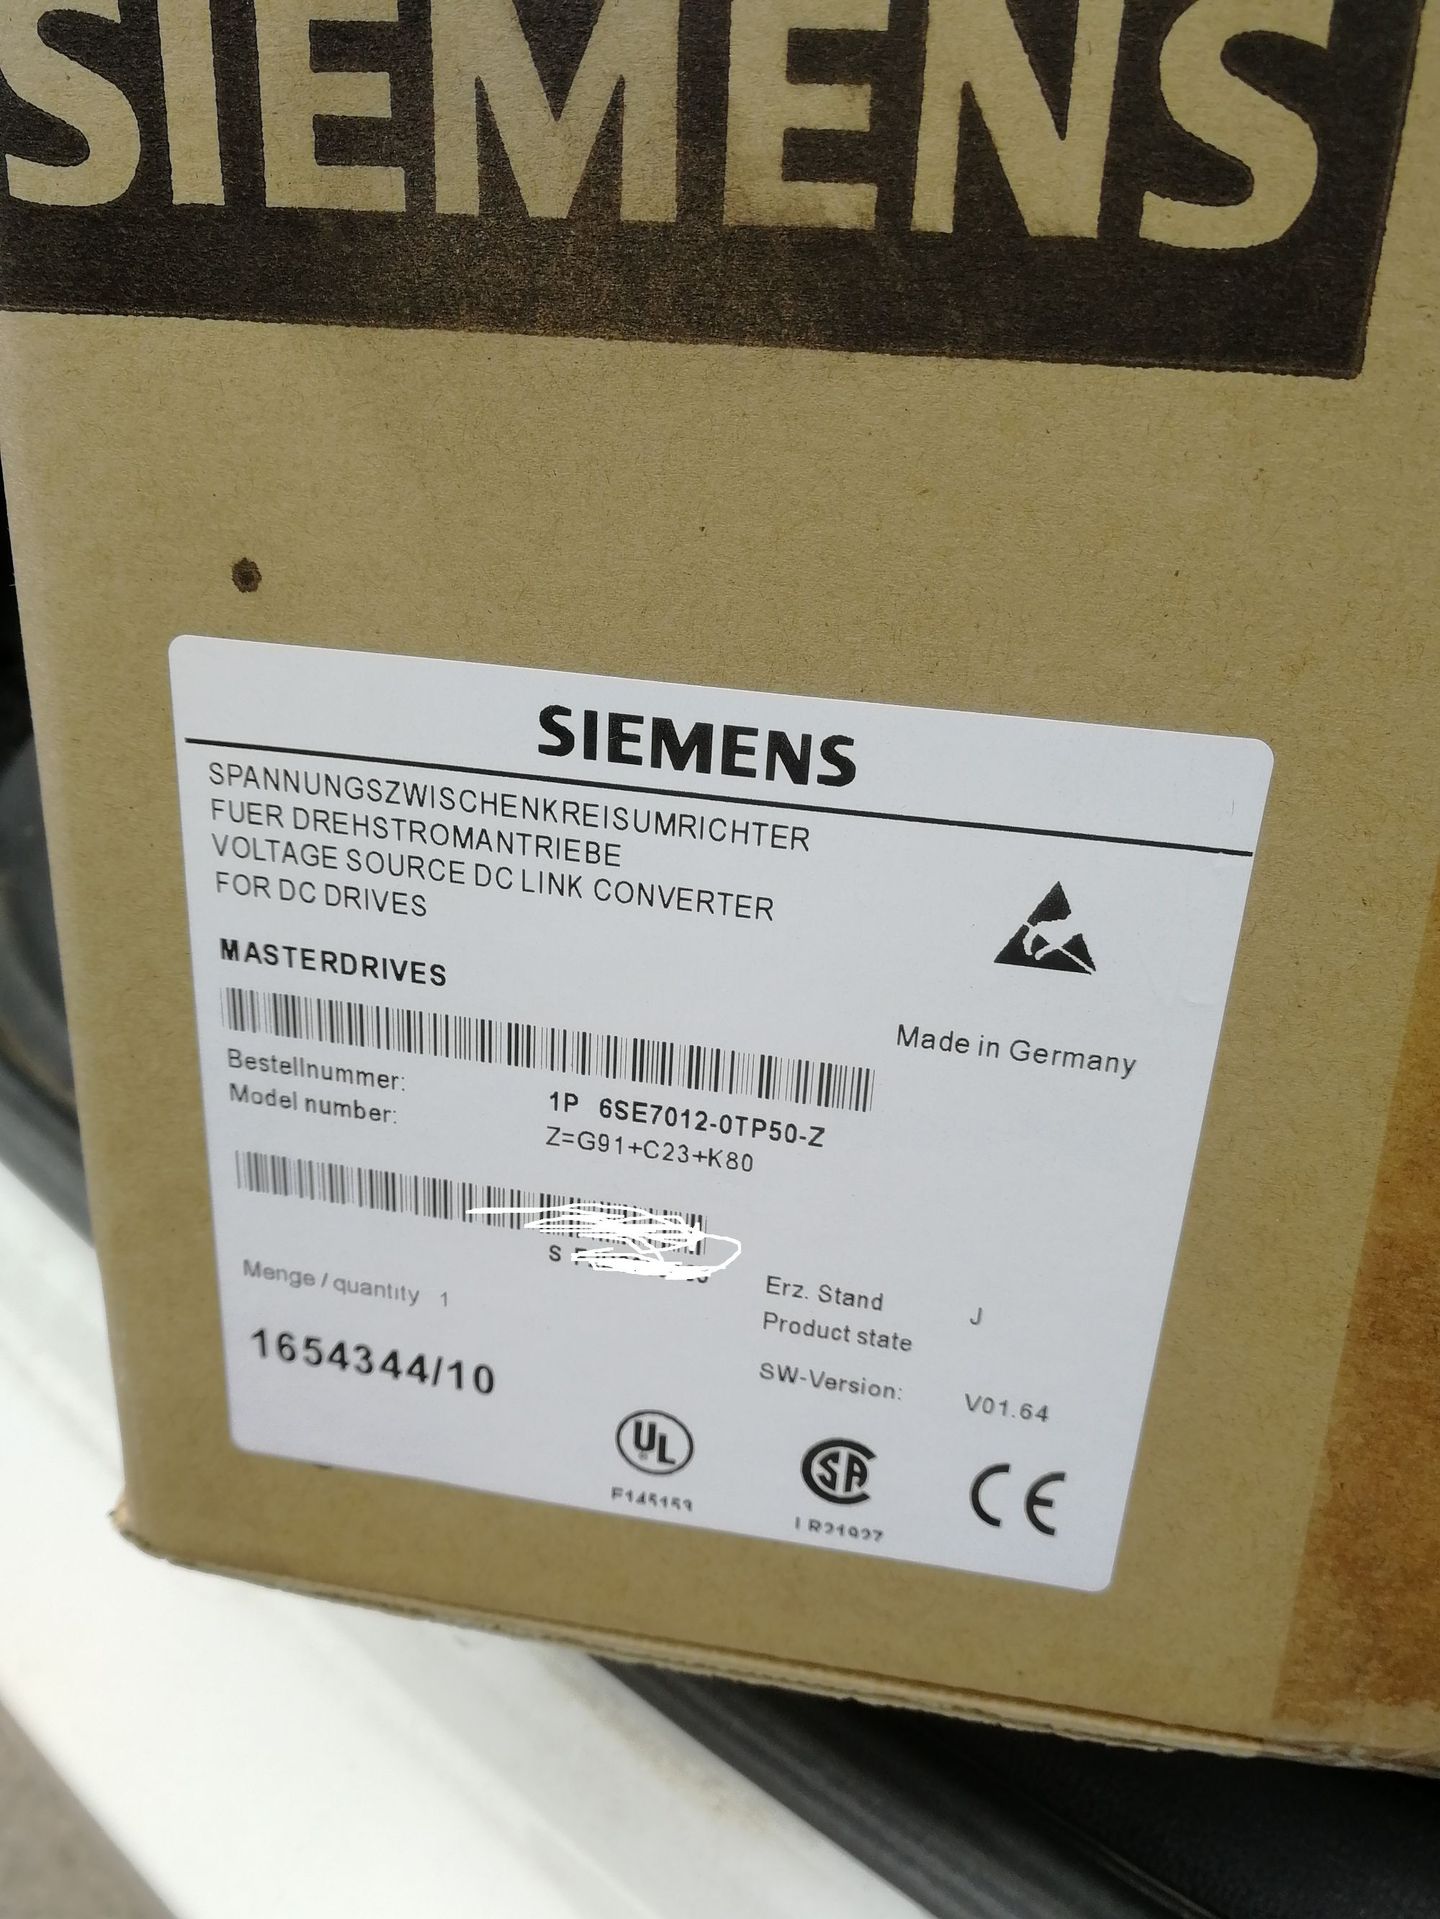 SIEMENS
SIEMENS
SPANNUNGSZWISCHENKREISUMRICHTER
FUER DREHSTROMANTRIEBE
VOLTAGE SOURCE DC LINK CONVERTER
FOR DC DRIVES
MASTERDRIVES
Made in Germany
Bestellnummer:
Model number:
1P 6SE7012-0TP50-Z
Z=G91+C23+K80
S
Menge / quantity 1
Erz. Stand
Product state
J
1654344/10
SW-Version: V01.64
UL
SA
CE